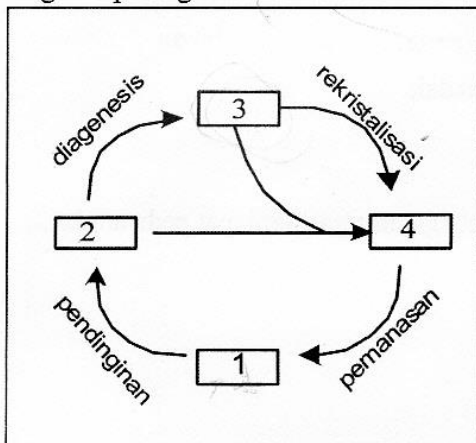 diagenesis
3
rekristalisasi
2
4
pendinginan
1
pemanasan